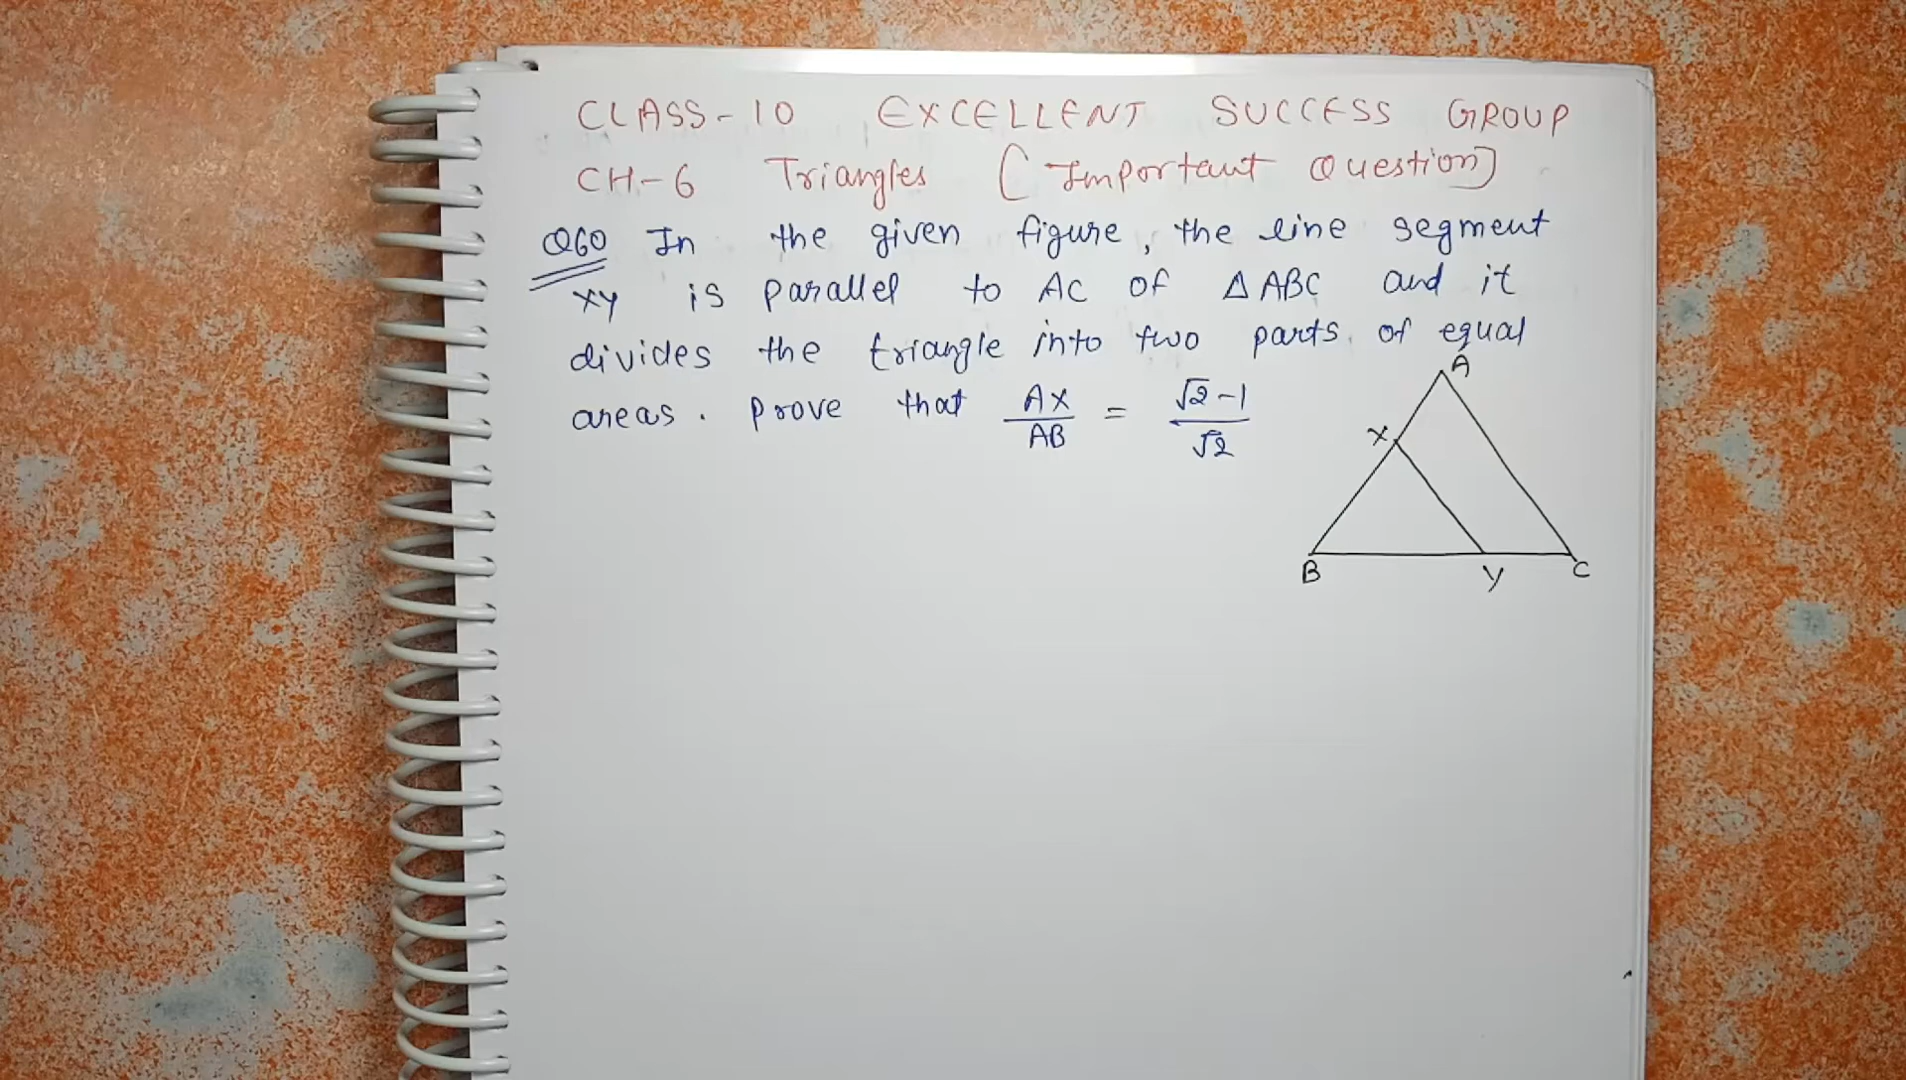 CLASS-10 EXCELLENT SUCCESS GROUP
CH-6 Triangles (Important Question)
Q60 In the given figure, the line segment
XY is parallel to AC of △ABC and it
divides the triangle into two parts of equal
areas. Prove that AX/AB = √2-1/√2
A
X
B Y C